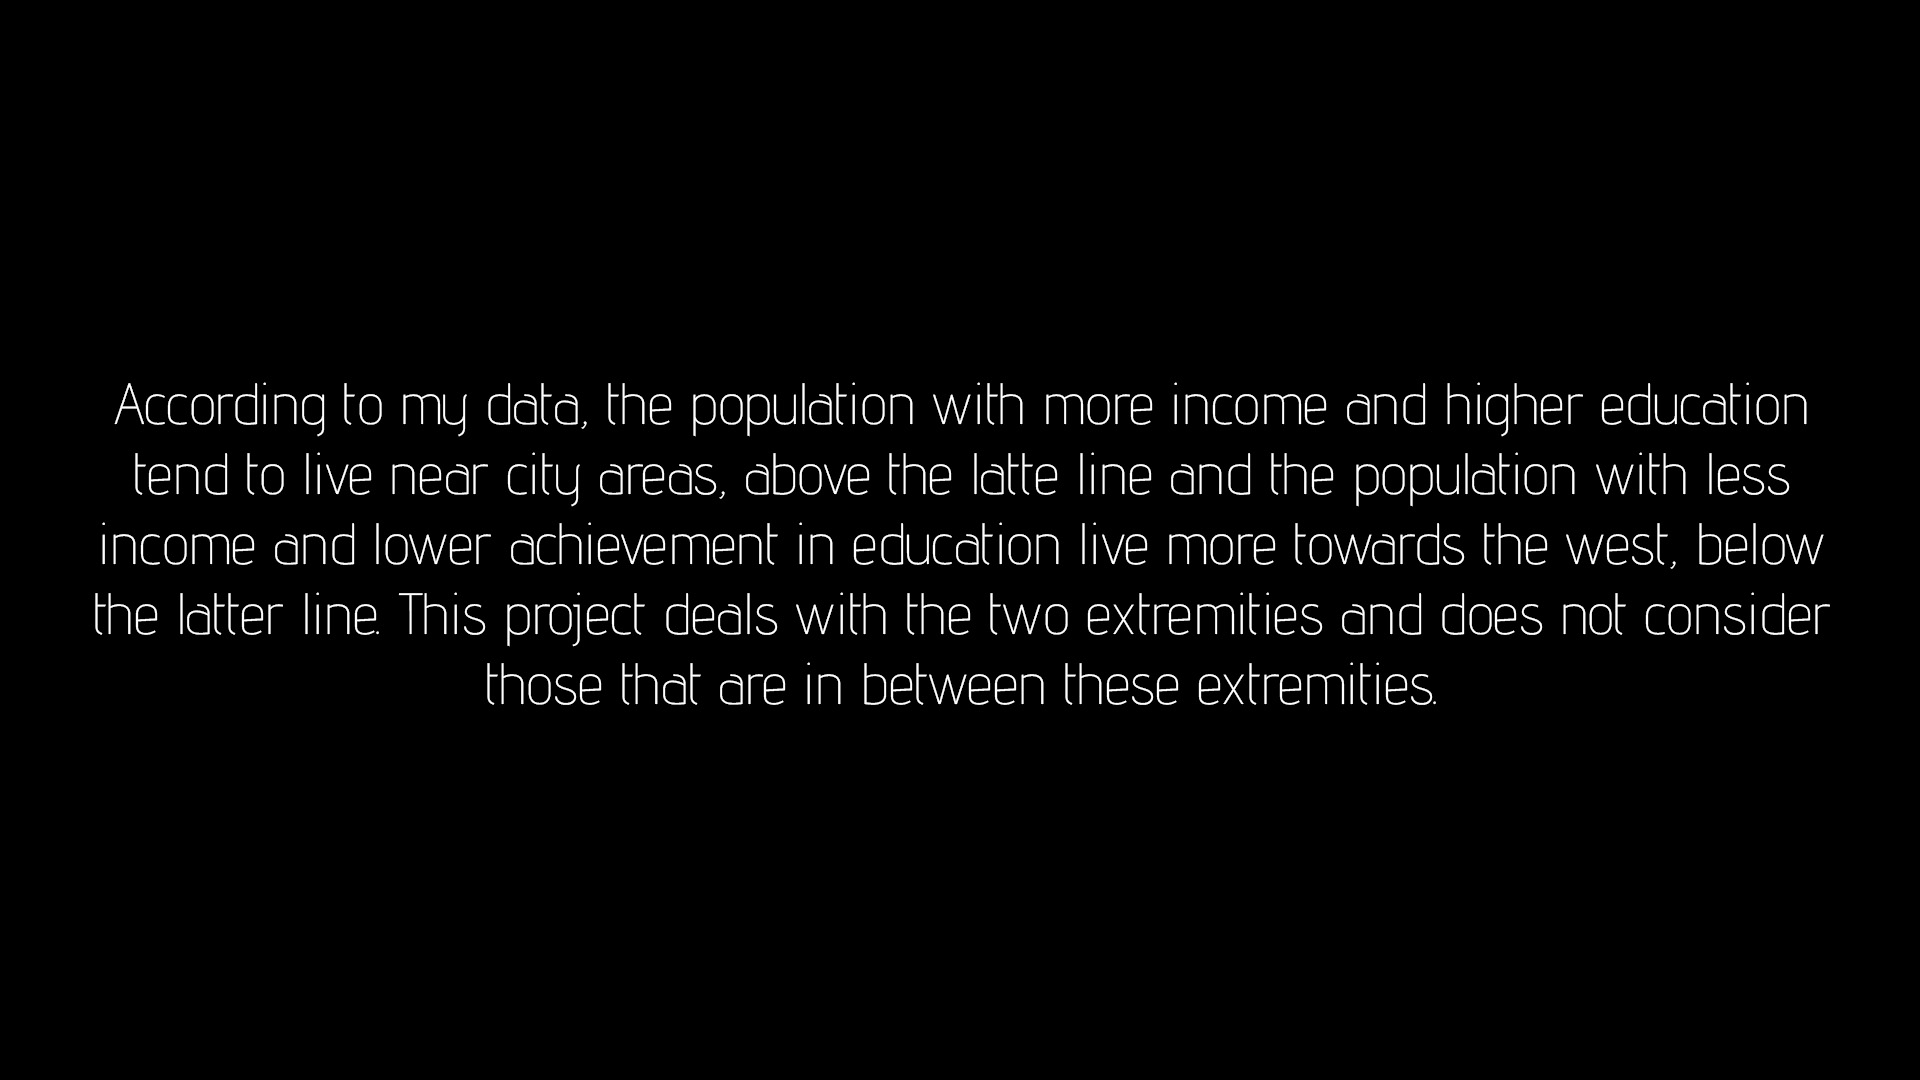 According to my data, the population with more income and higher education
tend to live near city areas, above the latte line and the population with less
income and lower achievement in education live more towards the west, below
the latter line. This project deals with the two extremities and does not consider
those that are in between these extremities.